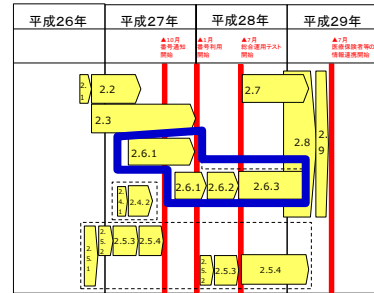 平成26年 平成27年 平成28年 平成29年
▲10月 ▲1月 ▲7月 ▲7月
番号通知 番号利用 総合運用テスト 医療保険者等の
開始 開始 開始 情報連携開始
2.1 2.2 2.7
2.3
2.8 2.9
2.6.1
2.6.1 2.6.2 2.6.3
2.4.1 2.4.2
2.5.1 2.5.2 2.5.3 2.5.4
2.5.2 2.5.3 2.5.4